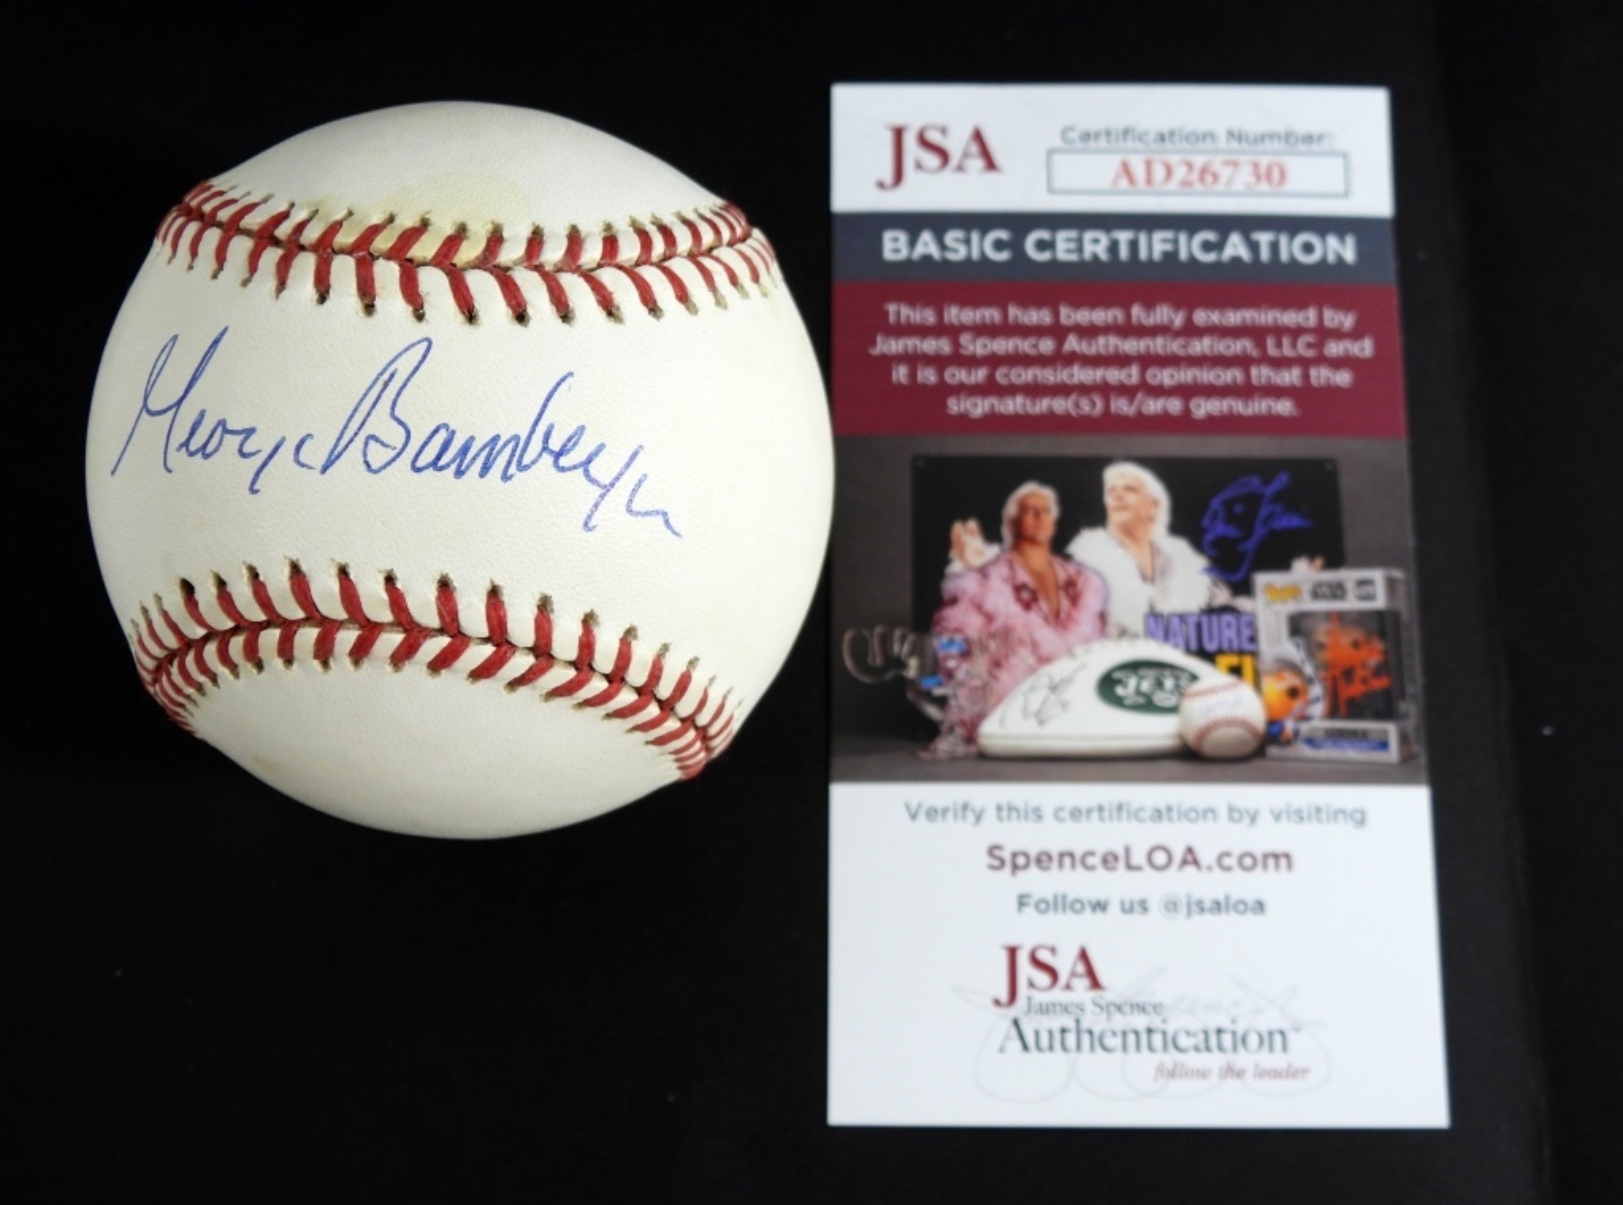 George Bamberger
JSA
Certification Number:
AD26730
BASIC CERTIFICATION
This item has been fully examined by
James Spence Authentication, LLC and
it is our considered opinion that the
signature(s) is/are genuine.
NATURE
JETS
Verify this certification by visiting
SpenceLOA.com
Follow us @jsaloa
JSA
James Spence
Authentication
follow the leader